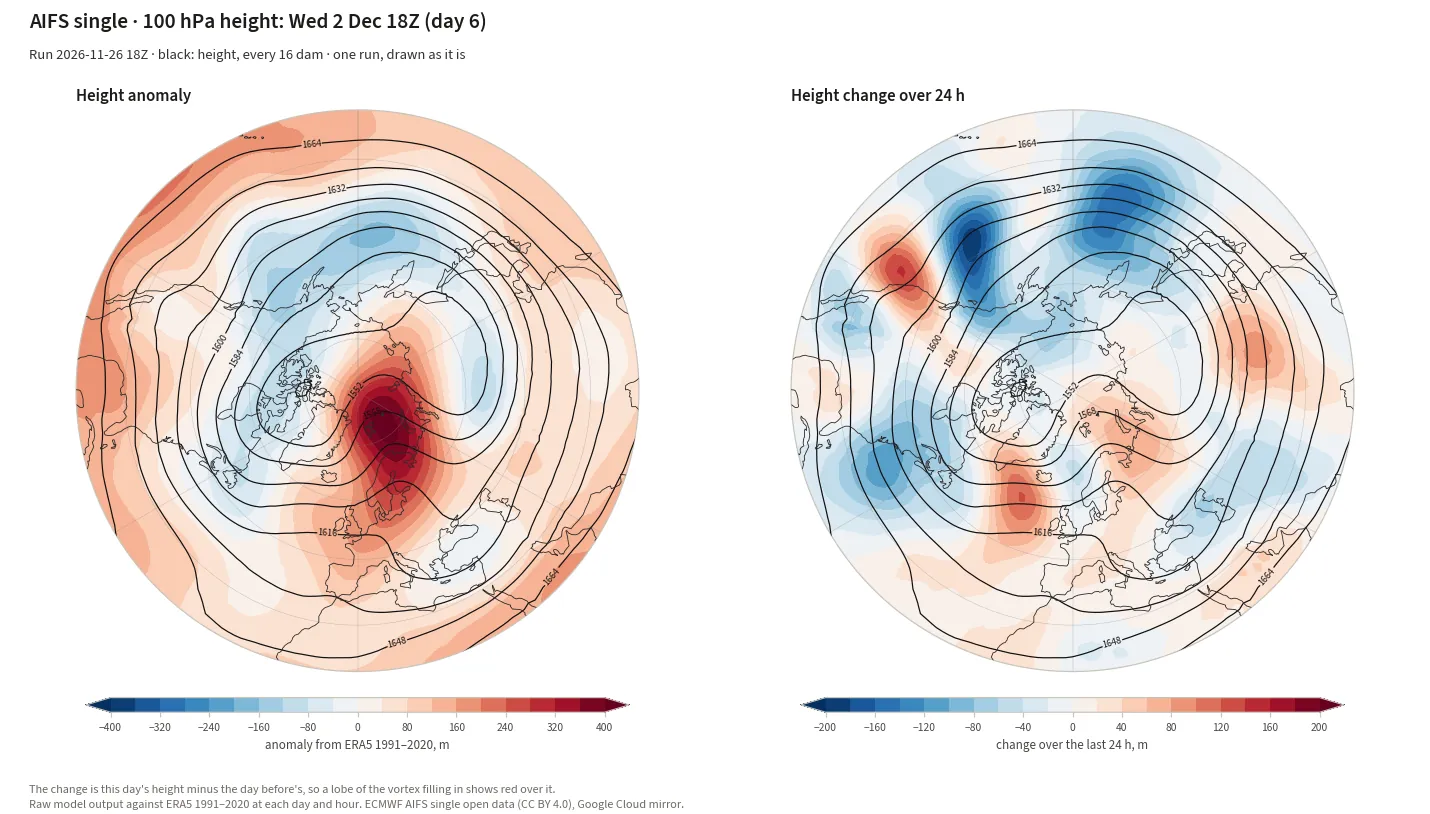 AIFS single · 100 hPa height: Wed 2 Dec 18Z (day 6)
Run 2026-11-26 18Z · black: height, every 16 dam · one run, drawn as it is
Height anomaly
Height change over 24 h
1664
1632
1600
1584
1552
1616
1648
1664
1664
1632
1600
1584
1552
1568
1616
1648
1664
−400 −320 −240 −160 −80 0 80 160 240 320 400
anomaly from ERA5 1991–2020, m
−200 −160 −120 −80 −40 0 40 80 120 160 200
change over the last 24 h, m
The change is this day's height minus the day before's, so a lobe of the vortex filling in shows red over it.
Raw model output against ERA5 1991–2020 at each day and hour. ECMWF AIFS single open data (CC BY 4.0), Google Cloud mirror.